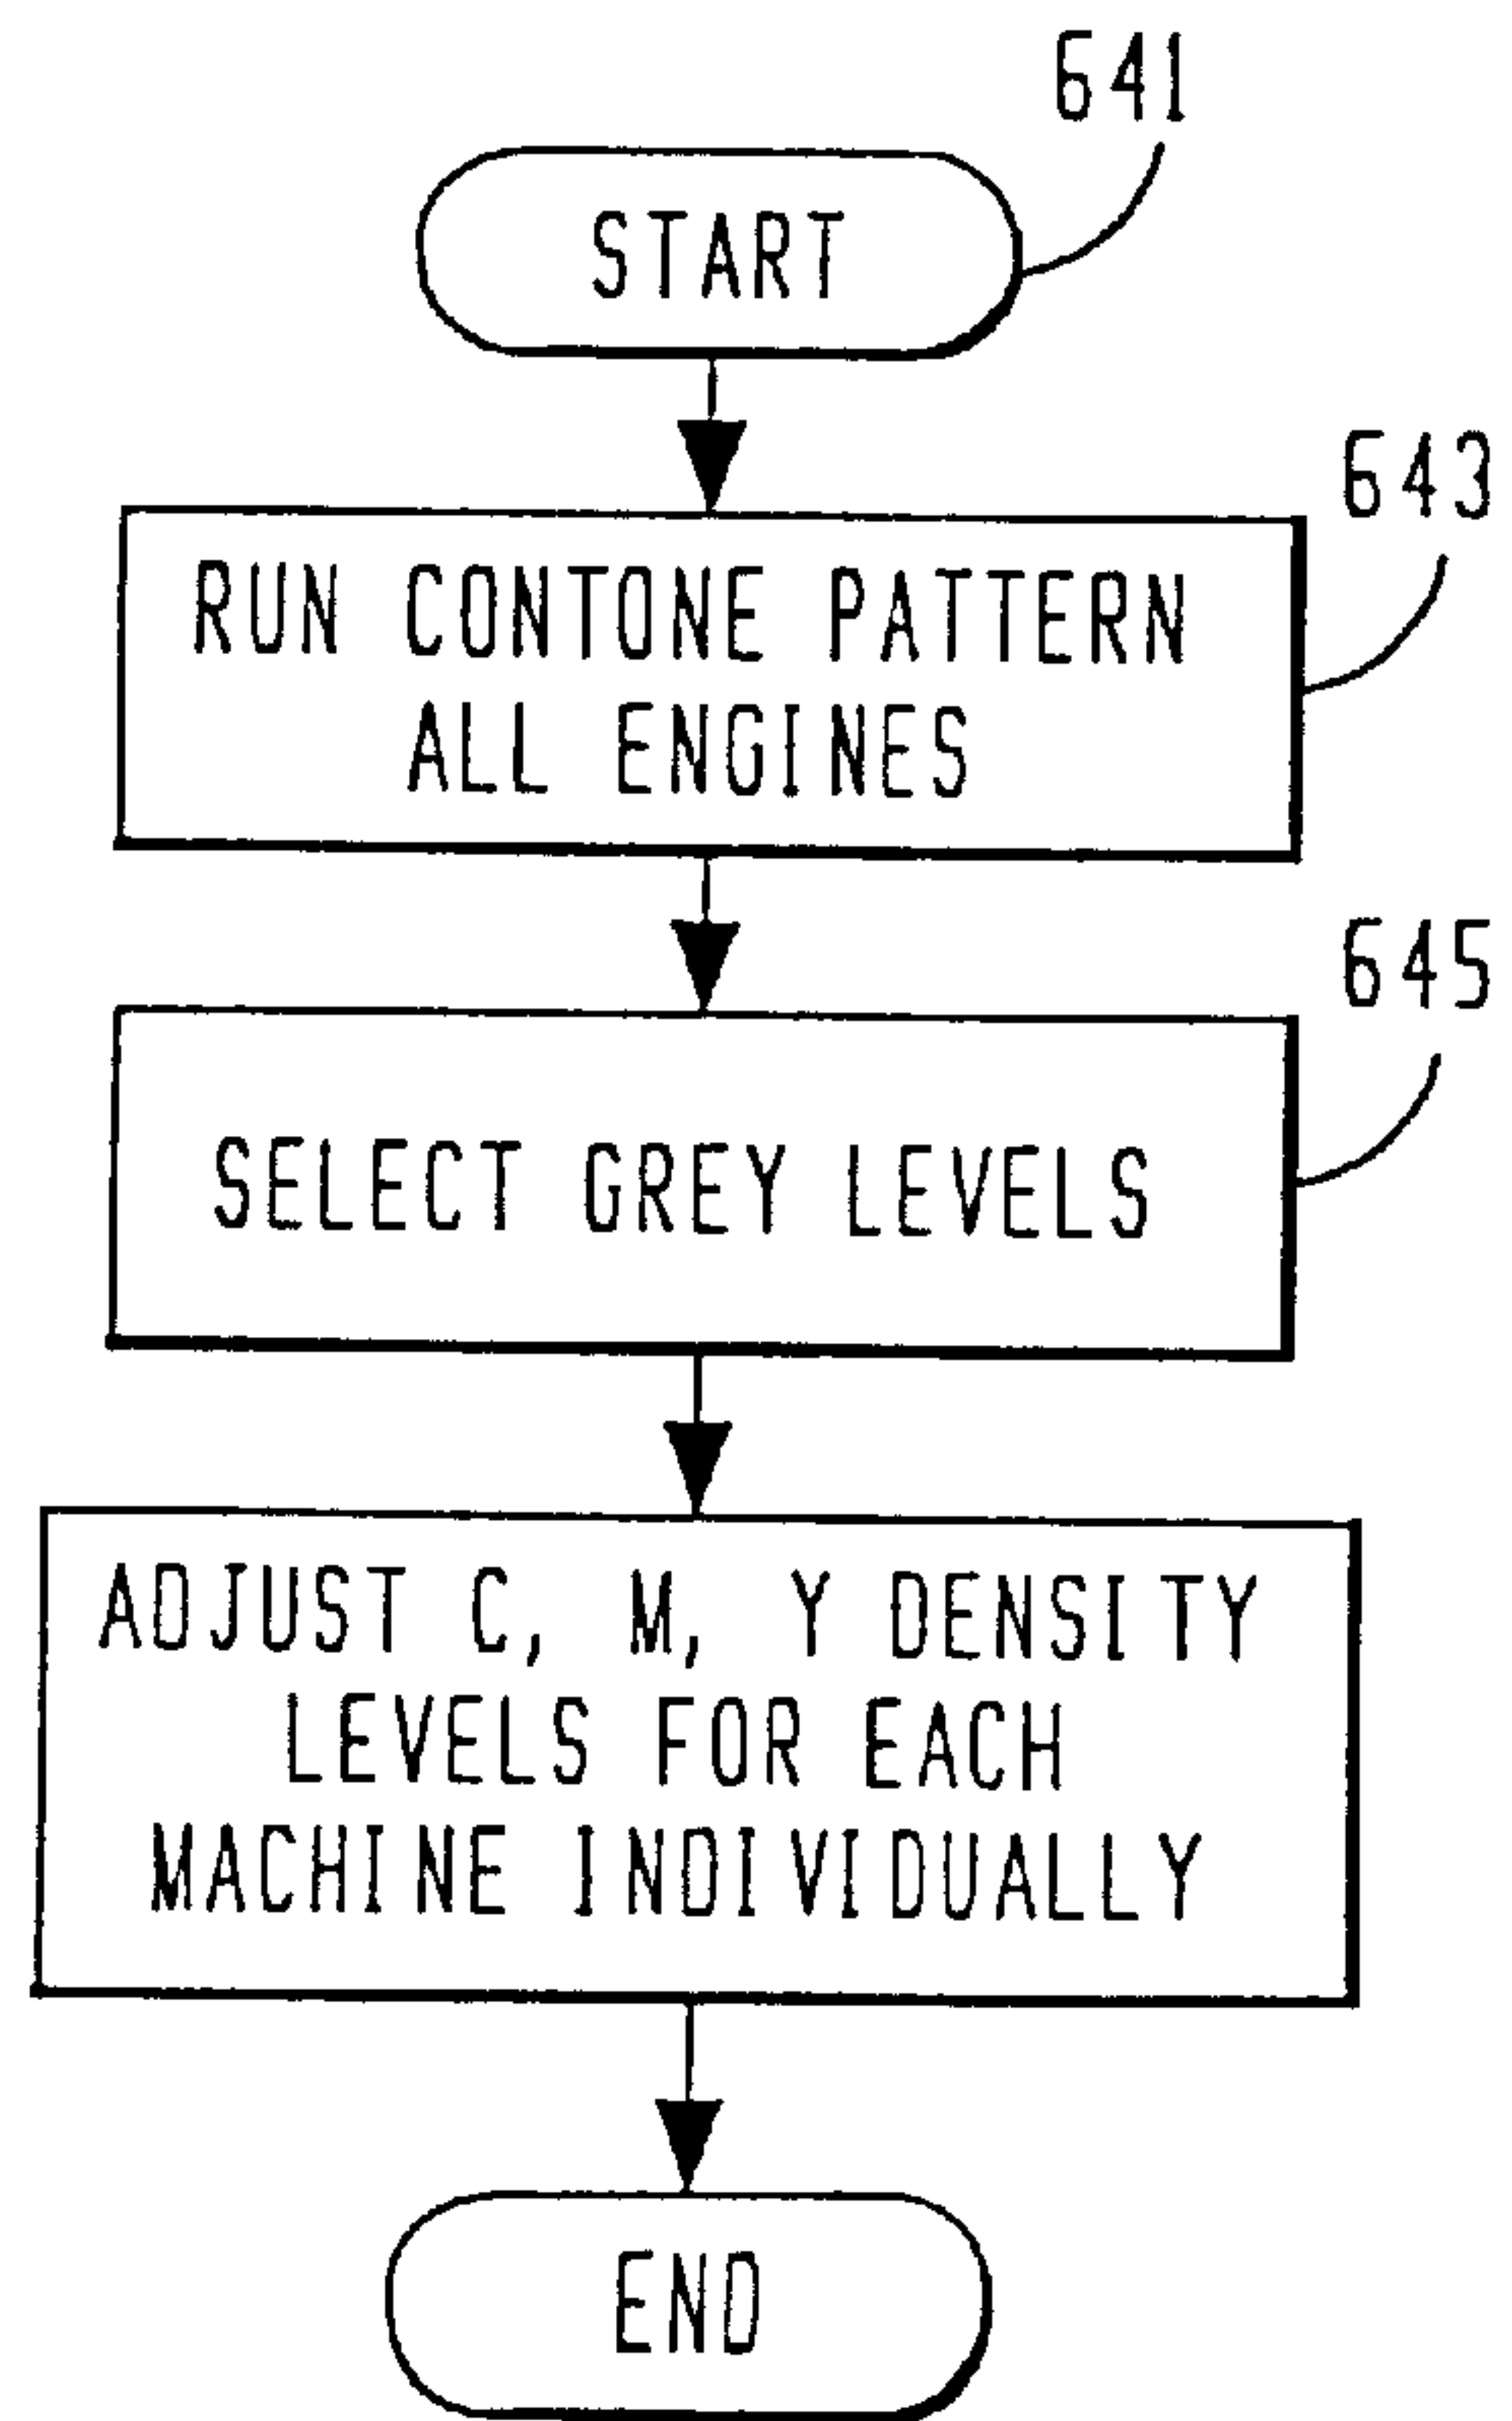 641
START
643
RUN CONTONE PATTERN
ALL ENGINES
645
SELECT GREY LEVELS
ADJUST C, M, Y DENSITY
LEVELS FOR EACH
MACHINE INDIVIDUALLY
END